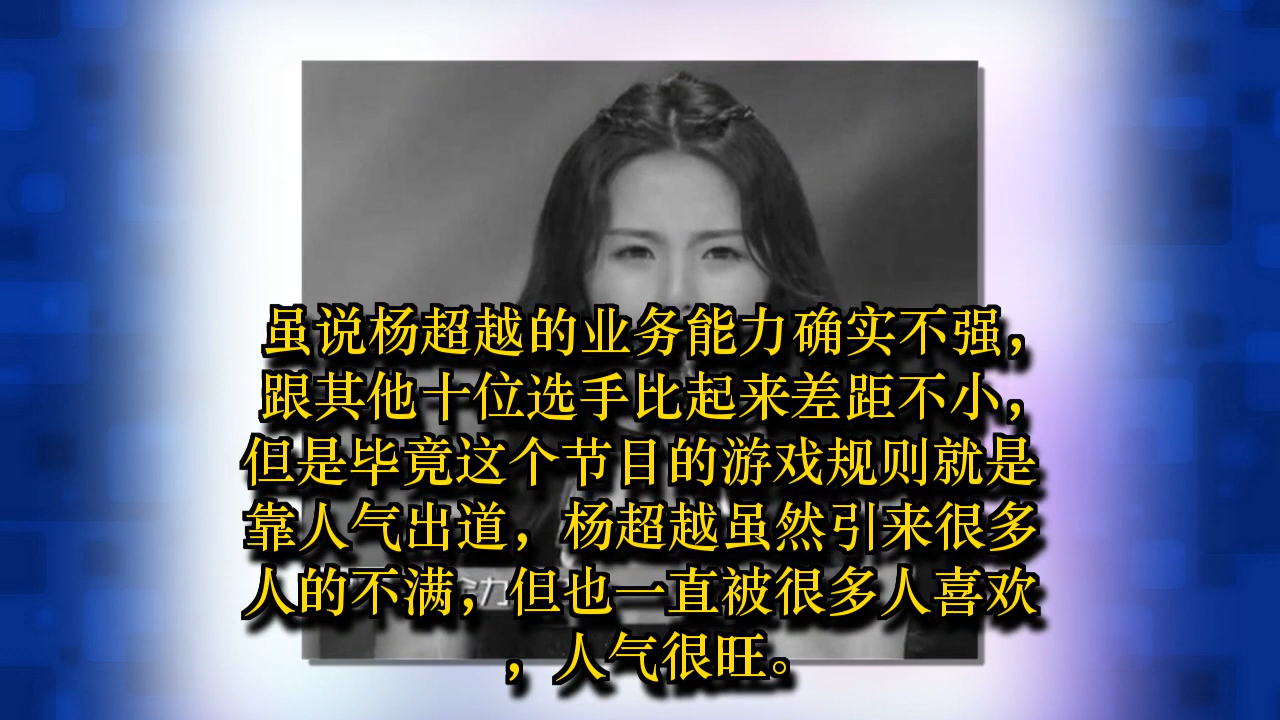 虽说杨超越的业务能力确实不强，
跟其他十位选手比起来差距不小，
但是毕竟这个节目的游戏规则就是
靠人气出道，杨超越虽然引来很多
人的不满，但也一直被很多人喜欢
，人气很旺。
力